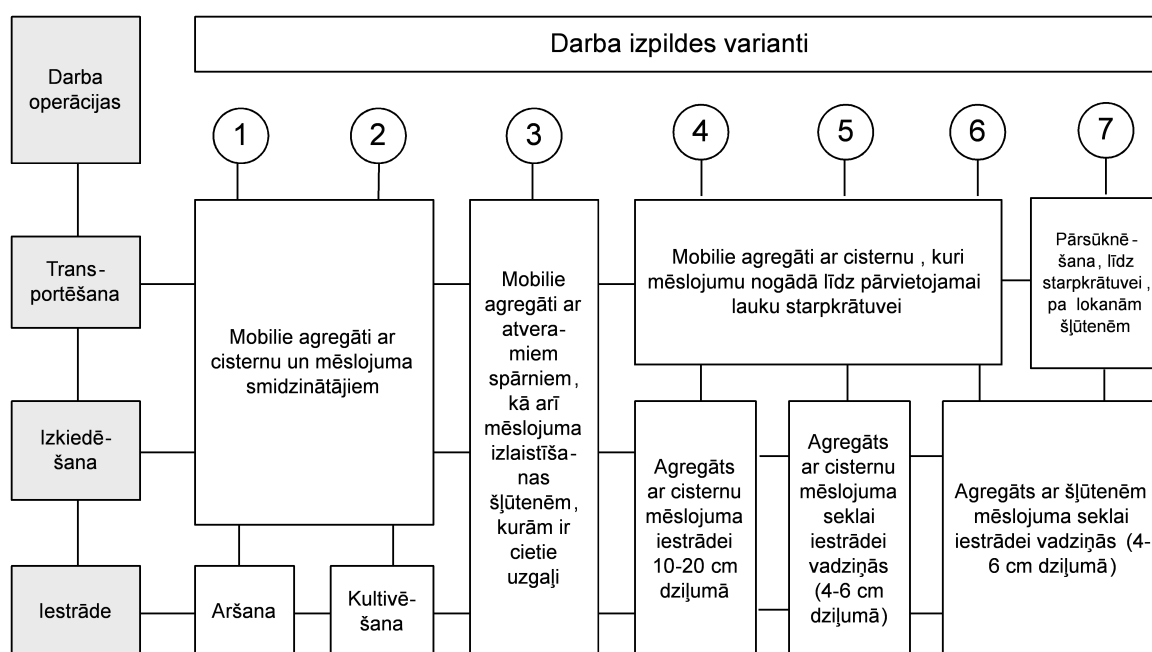 Darba
operācijas
Darba izpildes varianti
1
2
3
4
5
6
7
Trans-
portēšana
Mobilie agregāti ar
cisternu un mēslojuma
smidzinātājiem
Mobilie
agregāti ar
atvera-
miem
spārniem,
kā arī
mēslojuma
izlaistīša-
nas
šļūtenēm,
kurām ir
cietie
uzgaļi
Mobilie agregāti ar cisternu , kuri
mēslojumu nogādā līdz pārvietojamai
lauku starpkrātuvei
Pārsūknē-
šana, līdz
starpkrātuvei ,
pa lokanām
šļūtenēm
Izkiedē-
šana
Agregāts
ar cisternu
mēslojuma
iestrādei
10-20 cm
dziļumā
Agregāts
ar cisternu
mēslojuma
seklai
iestrādei
vadziņās
(4-6 cm
dziļumā)
Agregāts ar šļūtenēm
mēslojuma seklai
iestrādei vadziņās (4-
6 cm dziļumā)
Iestrāde
Aršana
Kultivē-
šana